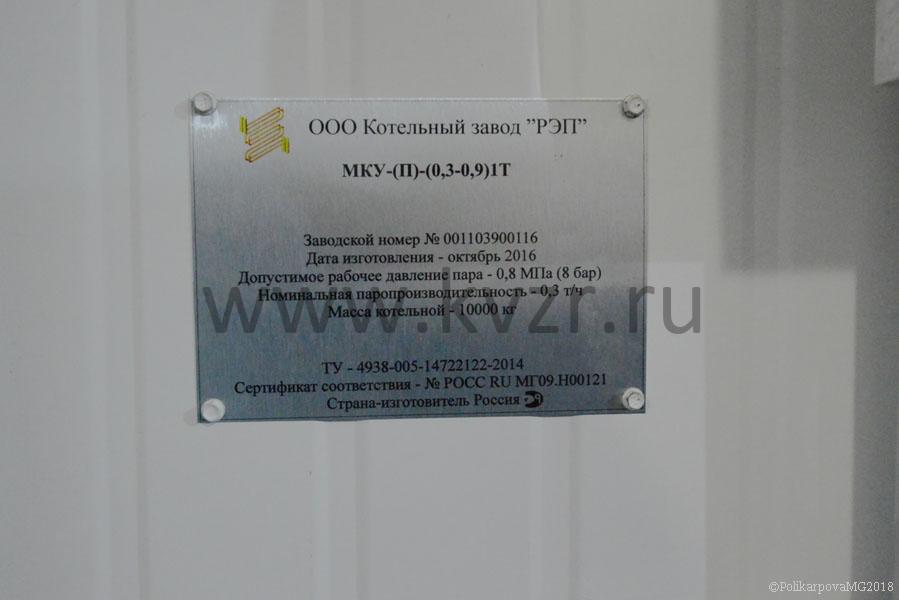 ООО Котельный завод ”РЭП”
МКУ-(П)-(0,3-0,9)1Т
Заводской номер № 001103900116
Дата изготовления - октябрь 2016
Допустимое рабочее давление пара - 0,8 МПа (8 бар)
Номинальная паропроизводительность - 0,3 т/ч
www.kvzr.ru
Масса котельной - 10000 кг
ТУ - 4938-005-14722122-2014
Сертификат соответствия - № РОСС RU МГ09.Н00121
Страна-изготовитель Россия
©PolikarpovaMG2018